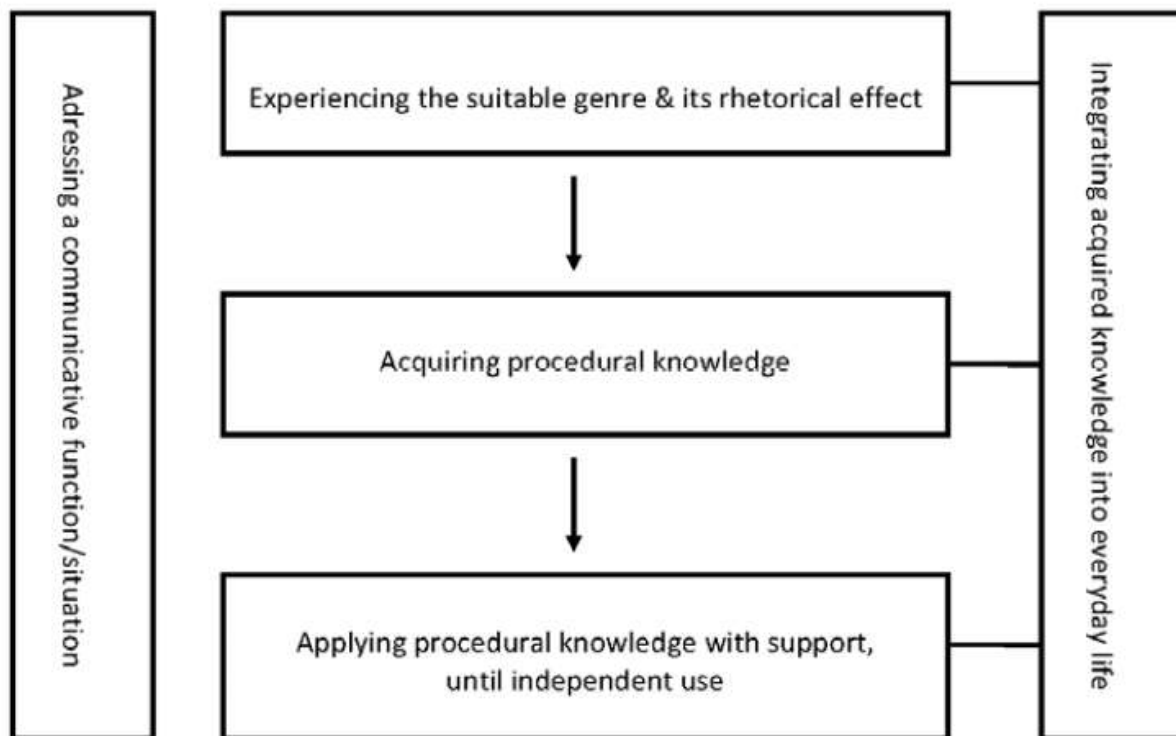 Adressing a communicative function/situation
Experiencing the suitable genre & its rhetorical effect
Acquiring procedural knowledge
Applying procedural knowledge with support,
until independent use
Integrating acquired knowledge into everyday life